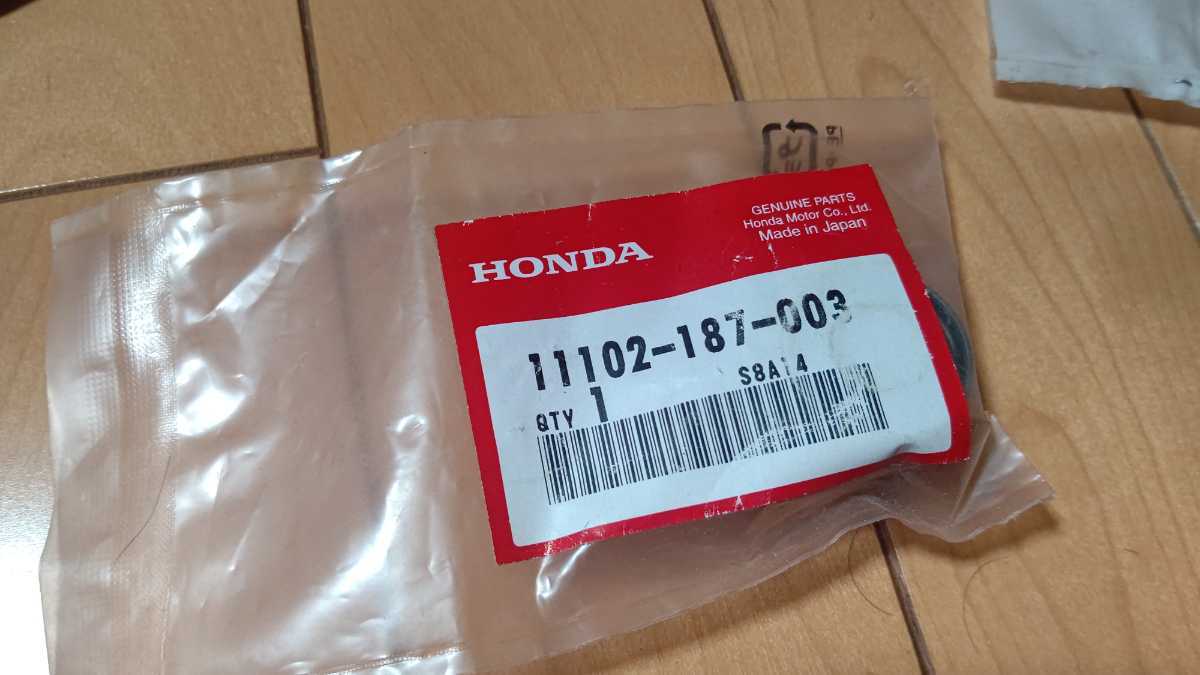 GENUINE PARTS
Honda Motor Co., Ltd.
Made in Japan
HONDA
11102-187-003
S8A14
QTY 1